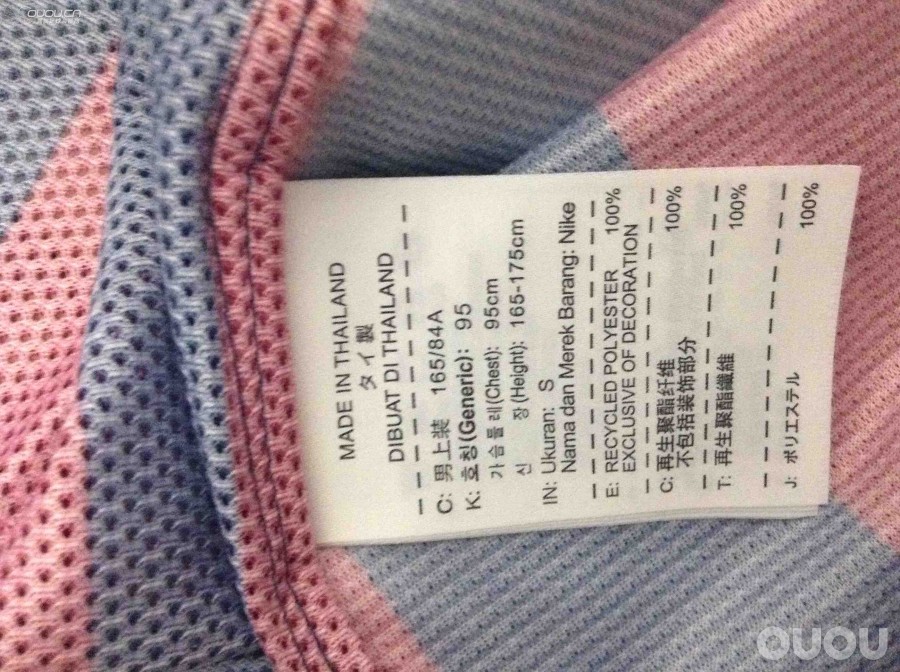 MADE IN THAILAND
タイ製
DIBUAT DI THAILAND
C: 男上装 165/84A
K: 호칭(Generic): 95
가슴둘레(Chest): 95cm
신 장(Height): 165-175cm
IN: Ukuran: S
Nama dan Merek Barang: Nike
E: RECYCLED POLYESTER 100%
EXCLUSIVE OF DECORATION
C: 再生聚酯纤维 100%
不包括装饰部分
T: 再生聚酯纖維 100%
J: ポリエステル 100%
OUOU.CN
OUOU